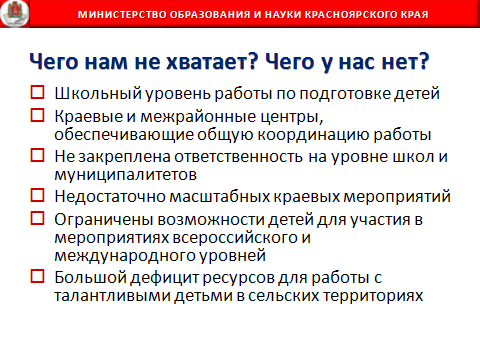 МИНИСТЕРСТВО ОБРАЗОВАНИЯ И НАУКИ КРАСНОЯРСКОГО КРАЯ
Чего нам не хватает? Чего у нас нет?
Школьный уровень работы по подготовке детей
Краевые и межрайонные центры,
обеспечивающие общую координацию работы
Не закреплена ответственность на уровне школ и
муниципалитетов
Недостаточно масштабных краевых мероприятий
Ограничены возможности детей для участия в
мероприятиях всероссийского и
международного уровней
Большой дефицит ресурсов для работы с
талантливыми детьми в сельских территориях